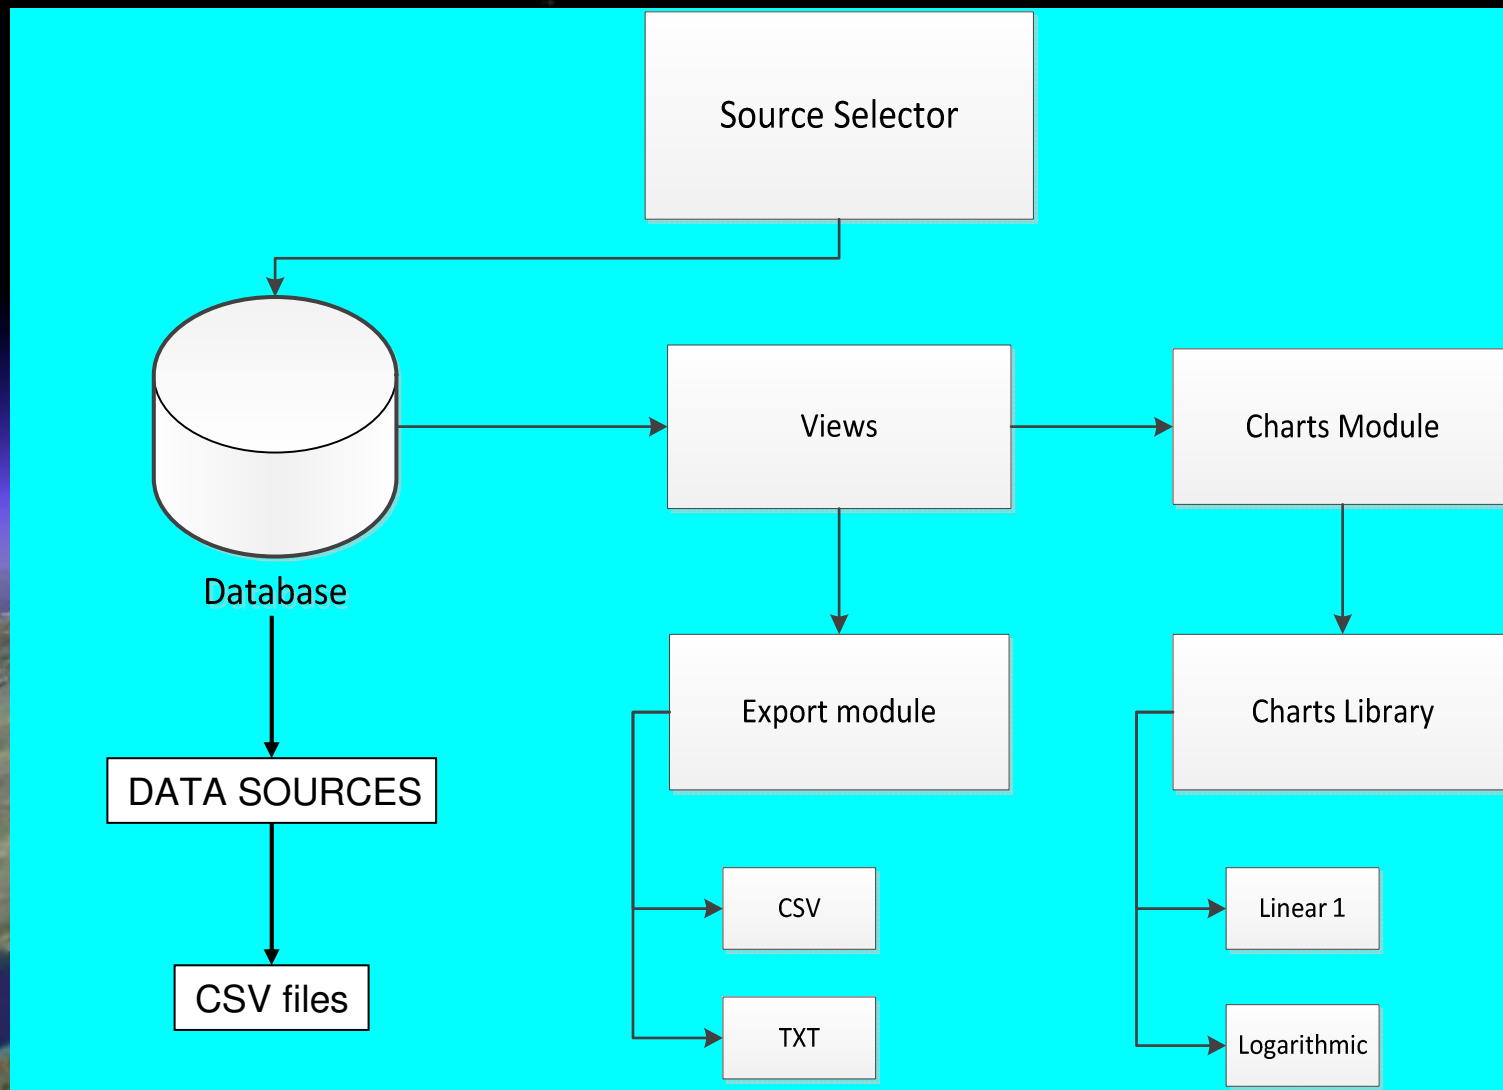 Source Selector
Views
Charts Module
Database
Export module
Charts Library
DATA SOURCES
CSV
Linear 1
CSV files
TXT
Logarithmic